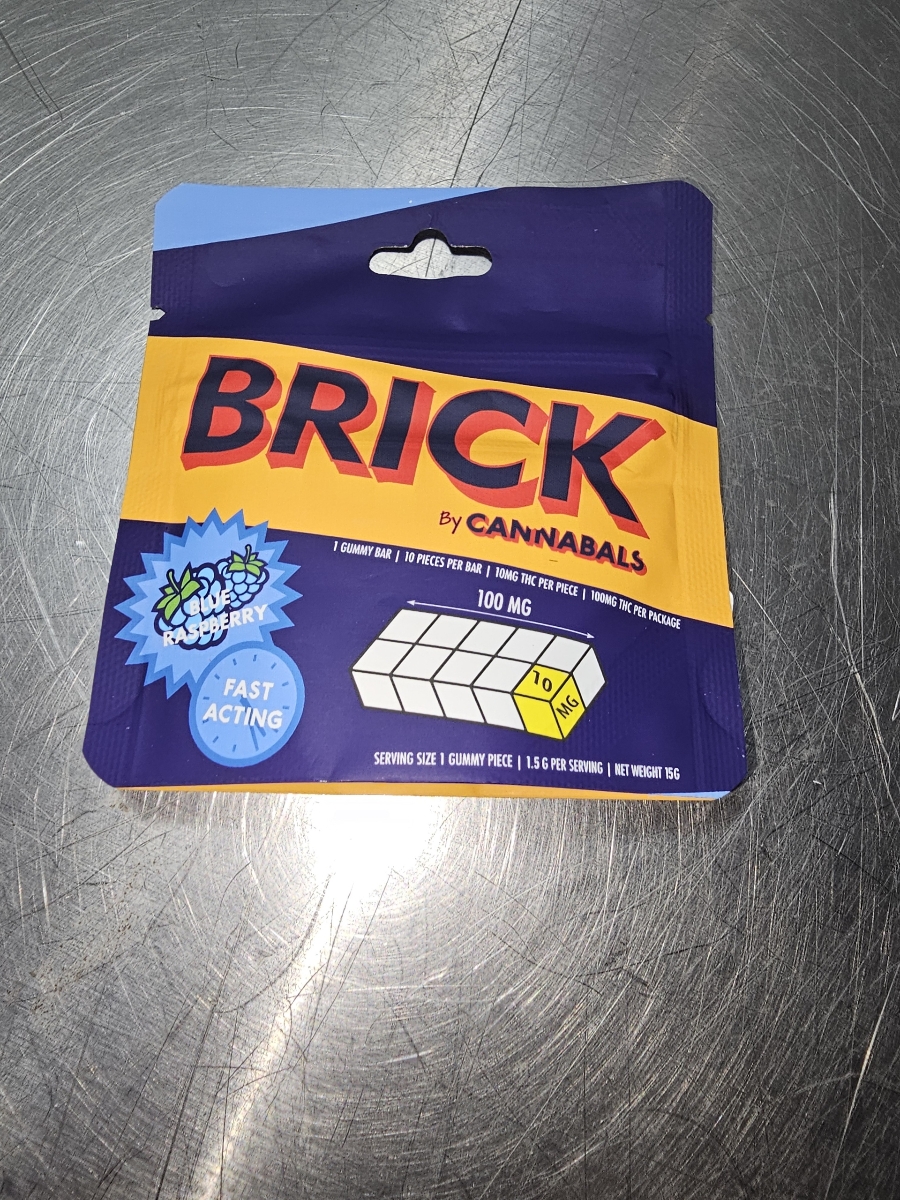 BRICK
By CANNABALS
1 GUMMY BAR | 10 PIECES PER BAR | 10MG THC PER PIECE | 100MG THC PER PACKAGE
100 MG
BLUE
RASPBERRY
10
MG
FAST
ACTING
SERVING SIZE 1 GUMMY PIECE | 1.5 G PER SERVING | NET WEIGHT 15G